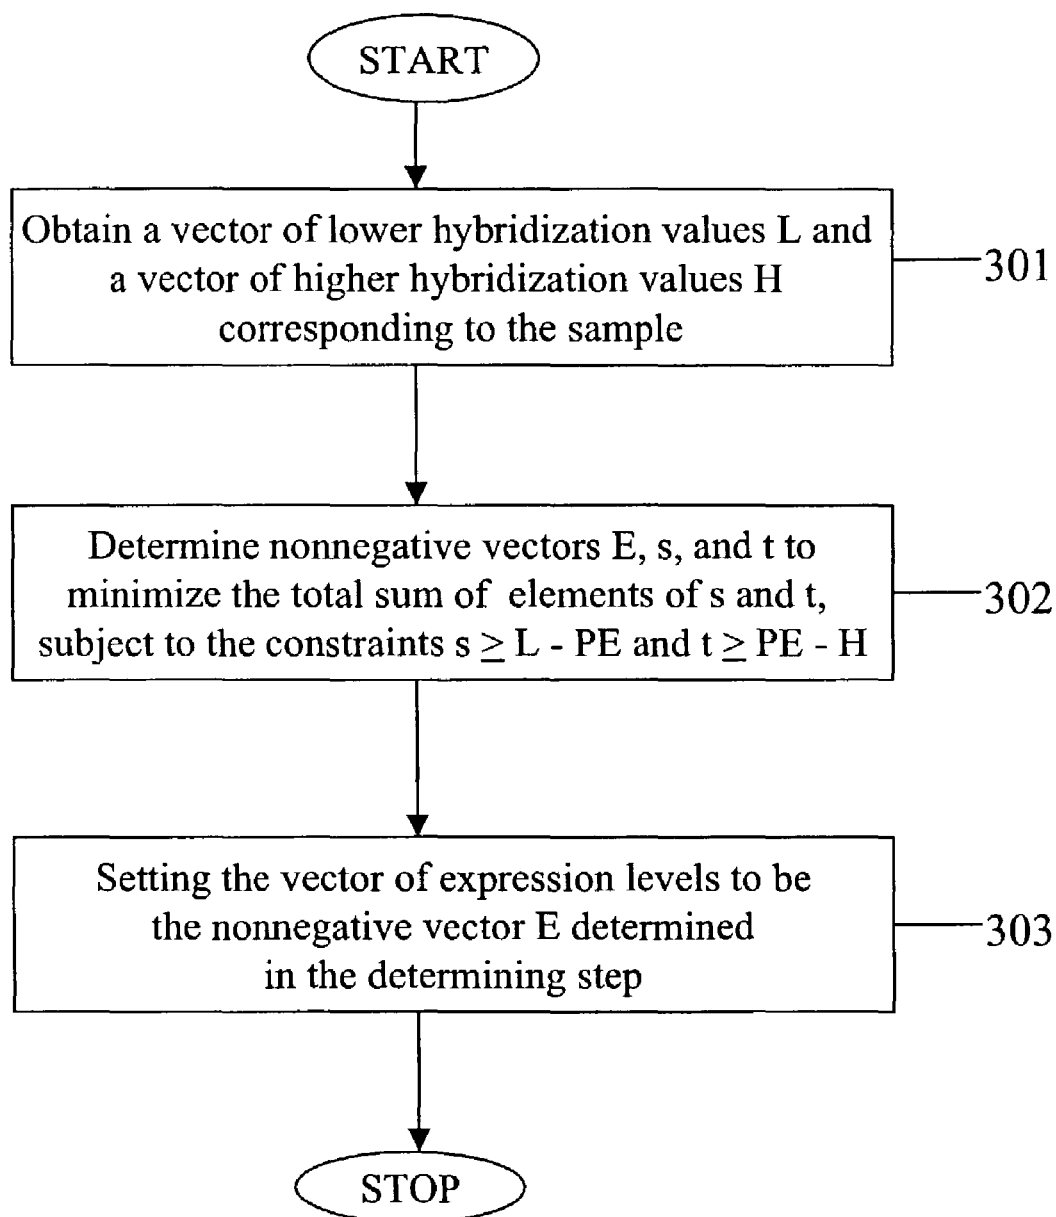 START
Obtain a vector of lower hybridization values L and
a vector of higher hybridization values H
corresponding to the sample
301
Determine nonnegative vectors E, s, and t to
minimize the total sum of elements of s and t,
subject to the constraints s ≥ L - PE and t ≥ PE - H
302
Setting the vector of expression levels to be
the nonnegative vector E determined
in the determining step
303
STOP